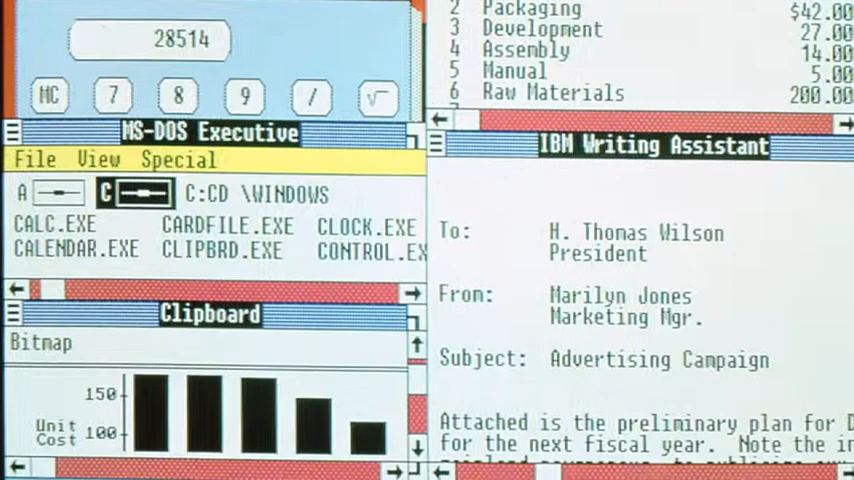 28514
MC 7 8 9 / √
MS-DOS Executive
File View Special
A C C:CD \WINDOWS
CALC.EXE CARDFILE.EXE CLOCK.EXE
CALENDAR.EXE CLIPBRD.EXE CONTROL.EX
Clipboard
Bitmap
150
Unit
Cost 100
2 Packaging $42.00
3 Development 27.00
4 Assembly 14.00
5 Manual 5.00
6 Raw Materials 200.00
IBM Writing Assistant
To: H. Thomas Wilson
President
From: Marilyn Jones
Marketing Mgr.
Subject: Advertising Campaign
Attached is the preliminary plan for
for the next fiscal year. Note the